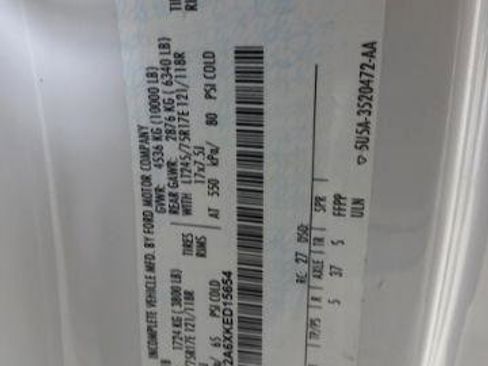 INCOMPLETE VEHICLE MFD. BY FORD MOTOR COMPANY
GVWR: 4536 KG (10000 LB)
1724 KG ( 3800 LB) REAR GAWR: 2876 KG ( 6340 LB)
75R17E 121/118R TIRES WITH LT245/75R17E 121/118R
RIMS 17x7.5J
65 PSI COLD AT 550 kPa/ 80 PSI COLD
2A6XKED15654
RC: 27 DSO:
TP/PS R AXLE TR SPR
5 37 5 FFPP
ULN
5U5A-3520472-AA